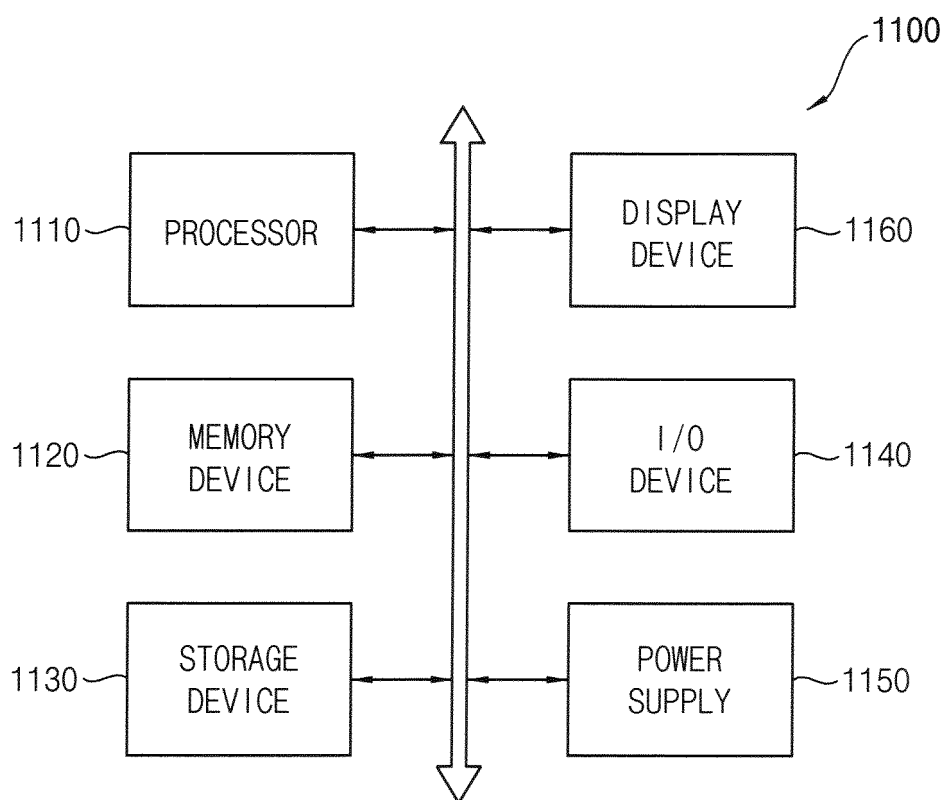 1100
1110
PROCESSOR
DISPLAY
DEVICE
1160
1120
MEMORY
DEVICE
I/O
DEVICE
1140
1130
STORAGE
DEVICE
POWER
SUPPLY
1150